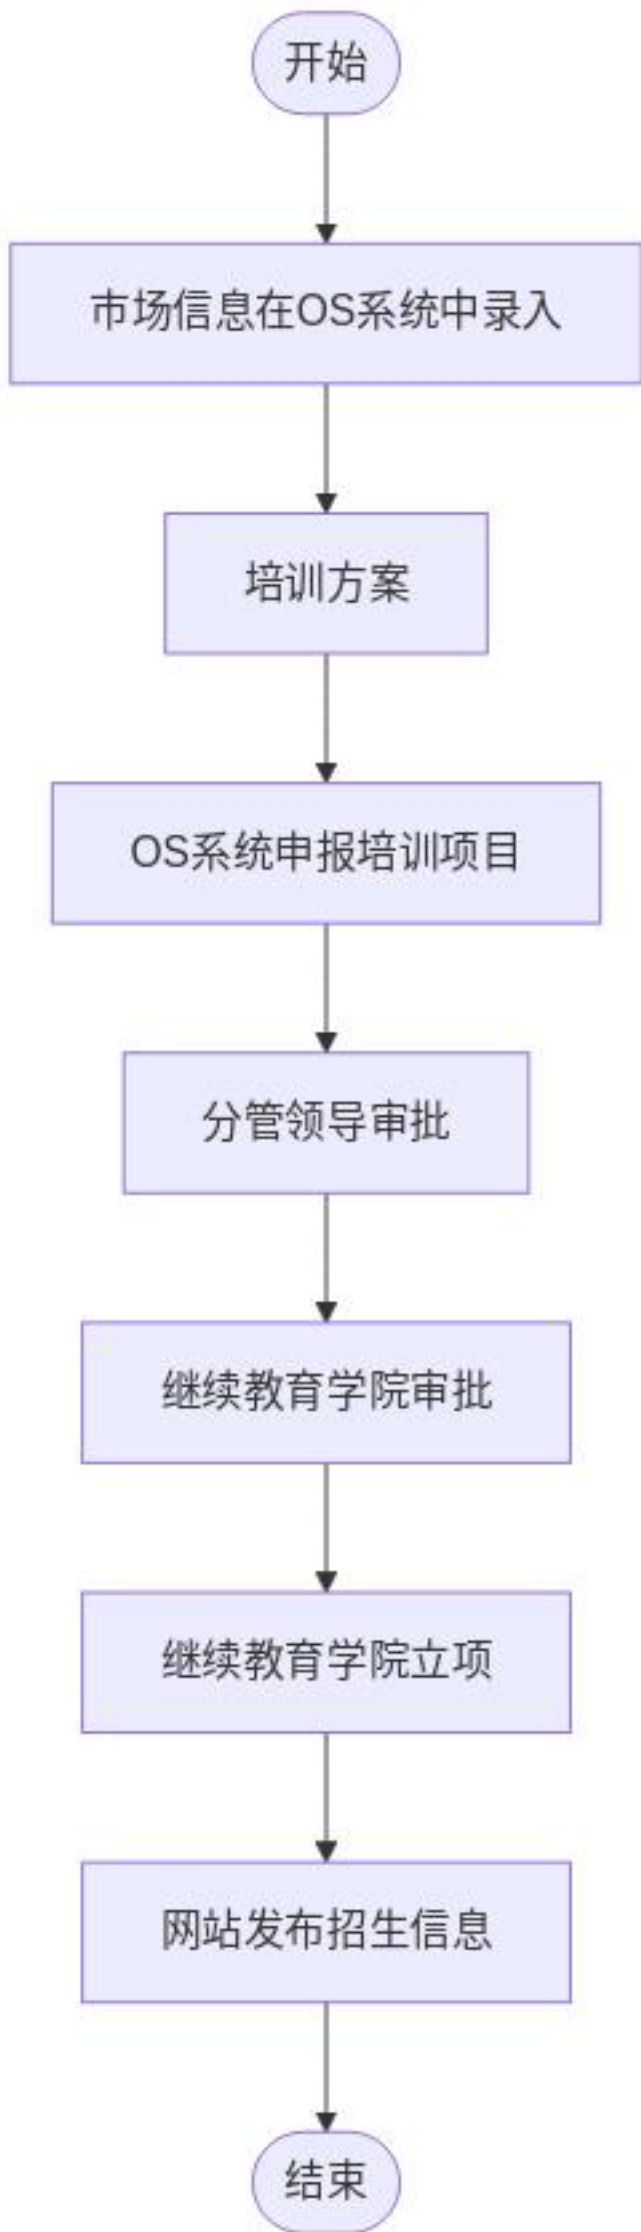 开始
市场信息在OS系统中录入
培训方案
OS系统申报培训项目
分管领导审批
继续教育学院审批
继续教育学院立项
网站发布招生信息
结束